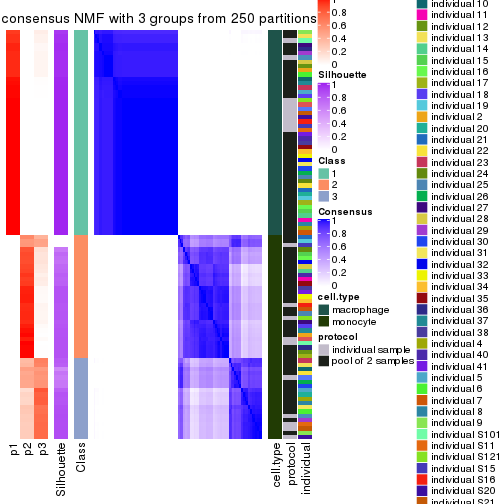 consensus NMF with 3 groups from 250 partitions
0.8
0.6
0.4
0.2
0
Silhouette
1
0.8
0.6
0.4
0.2
0
Class
1
2
3
Consensus
1
0.8
0.6
0.4
0.2
0
cell.type
macrophage
monocyte
protocol
individual sample
pool of 2 samples
p1
p2
p3
Silhouette
Class
cell.type
protocol
individual
individual 10
individual 11
individual 12
individual 13
individual 14
individual 15
individual 16
individual 17
individual 18
individual 19
individual 2
individual 20
individual 21
individual 22
individual 23
individual 24
individual 25
individual 26
individual 27
individual 28
individual 29
individual 30
individual 31
individual 32
individual 33
individual 34
individual 35
individual 36
individual 37
individual 38
individual 4
individual 40
individual 41
individual 5
individual 6
individual 7
individual 8
individual 9
individual S101
individual S11
individual S121
individual S15
individual S16
individual S20
individual S21